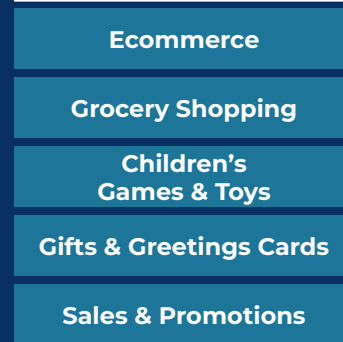 Ecommerce
Grocery Shopping
Children’s
Games & Toys
Gifts & Greetings Cards
Sales & Promotions